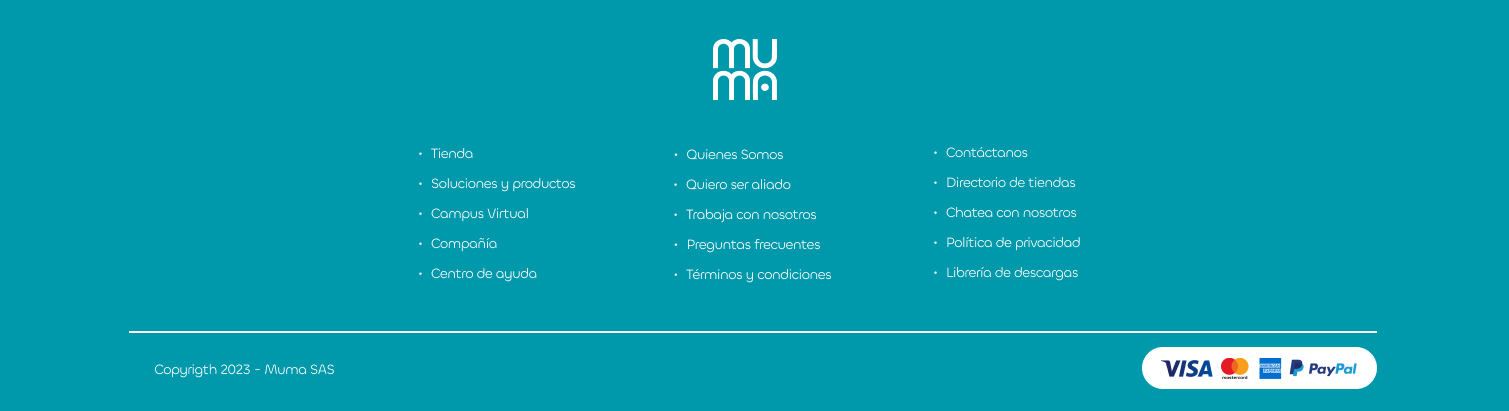 MU
MA
Tienda
Soluciones y productos
Campus Virtual
Compañía
Centro de ayuda
Quienes Somos
Quiero ser aliado
Trabaja con nosotros
Preguntas frecuentes
Términos y condiciones
Contáctanos
Directorio de tiendas
Chatea con nosotros
Política de privacidad
Librería de descargas
Copyrigth 2023 - Muma SAS
VISA
mastercard
AMERICAN EXPRESS
PayPal